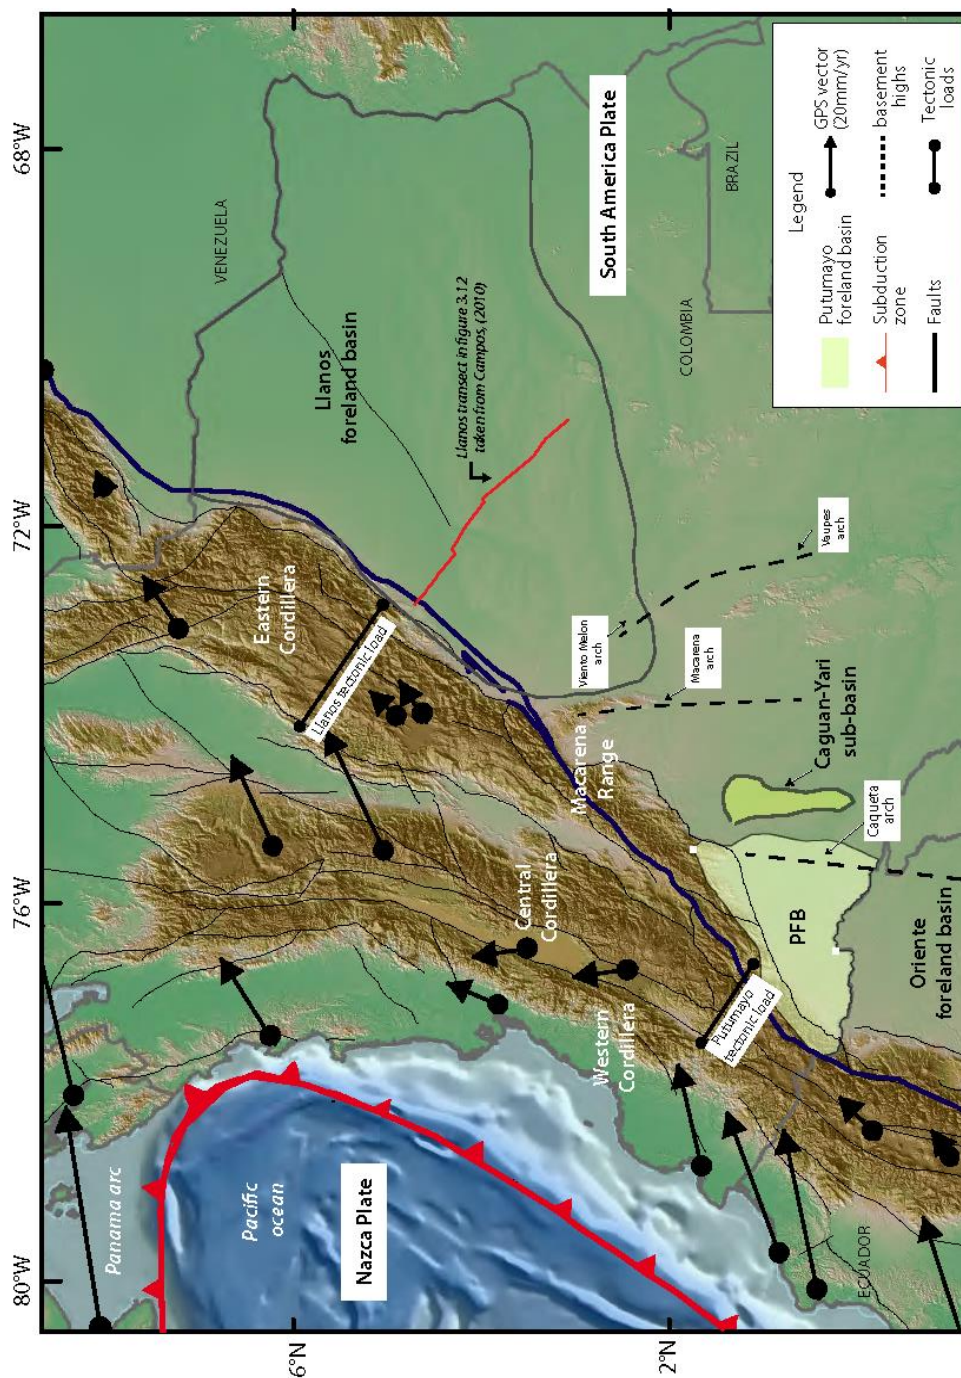 80°W
76°W
72°W
68°W
6°N
2°N
Panama arc
Pacific
ocean
Nazca Plate
VENEZUELA
Llanos
foreland basin
Llanos transect in figure 3.12
taken from Campos, (2010)
Eastern
Cordillera
Llanos tectonic load
Central
Cordillera
Western
Cordillera
Macarena
Range
Viento Melon
arch
Macarena
arch
Vaupes
arch
South America Plate
COLOMBIA
BRAZIL
Caguan-Yari
sub-basin
Caqueta
arch
PFB
Putumayo
tectonic load
Oriente
foreland basin
ECUADOR
Legend
Putumayo
foreland basin
GPS vector
(20mm/yr)
Subduction
zone
basement
highs
Faults
Tectonic
loads